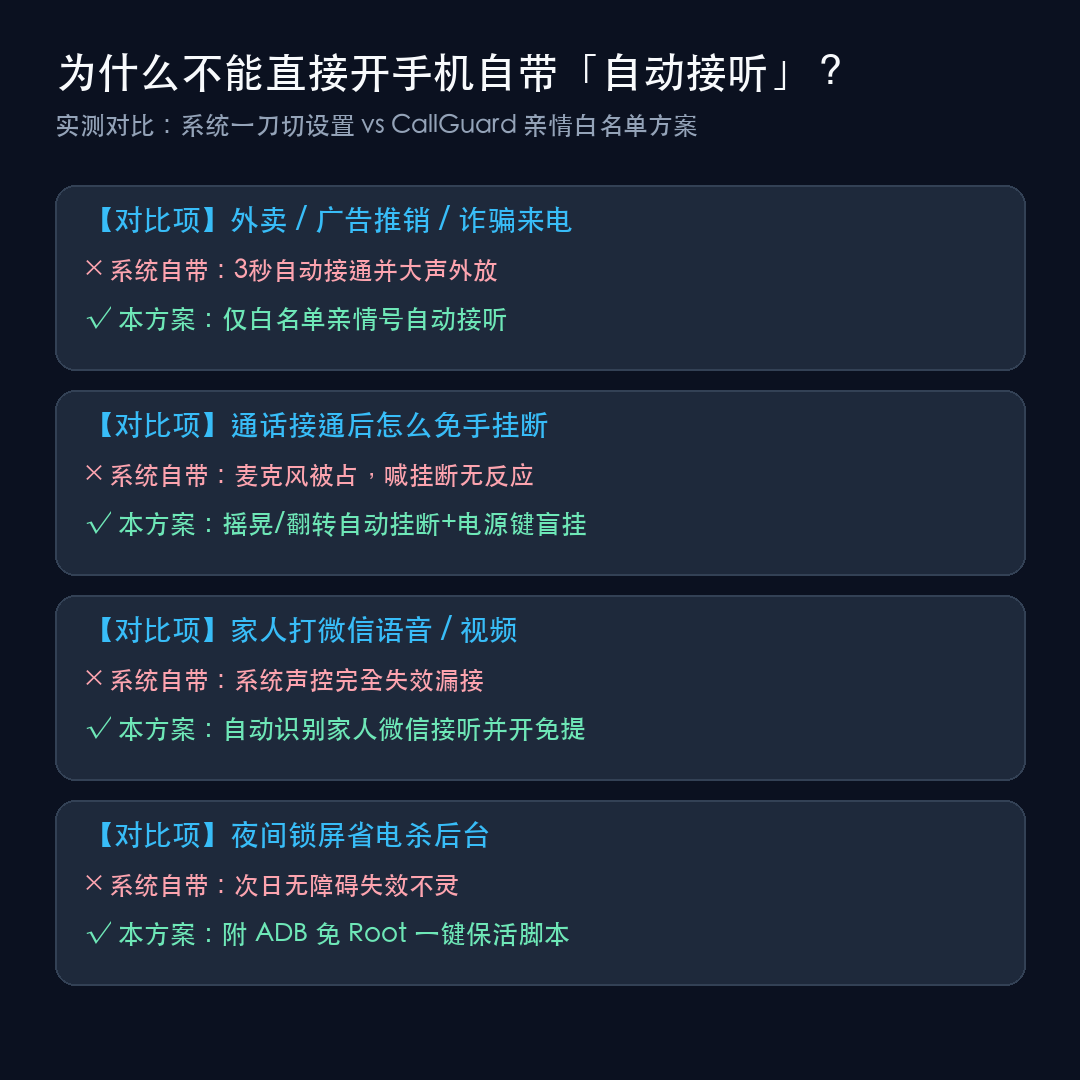 为什么不能直接开手机自带「自动接听」？
实测对比：系统一刀切设置 vs CallGuard 亲情白名单方案
【对比项】外卖 / 广告推销 / 诈骗来电
× 系统自带：3秒自动接通并大声外放
√ 本方案：仅白名单亲情号自动接听
【对比项】通话接通后怎么免手挂断
× 系统自带：麦克风被占，喊挂断无反应
√ 本方案：摇晃/翻转自动挂断+电源键盲挂
【对比项】家人打微信语音 / 视频
× 系统自带：系统声控完全失效漏接
√ 本方案：自动识别家人微信接听并开免提
【对比项】夜间锁屏省电杀后台
× 系统自带：次日无障碍失效不灵
√ 本方案：附 ADB 免 Root 一键保活脚本